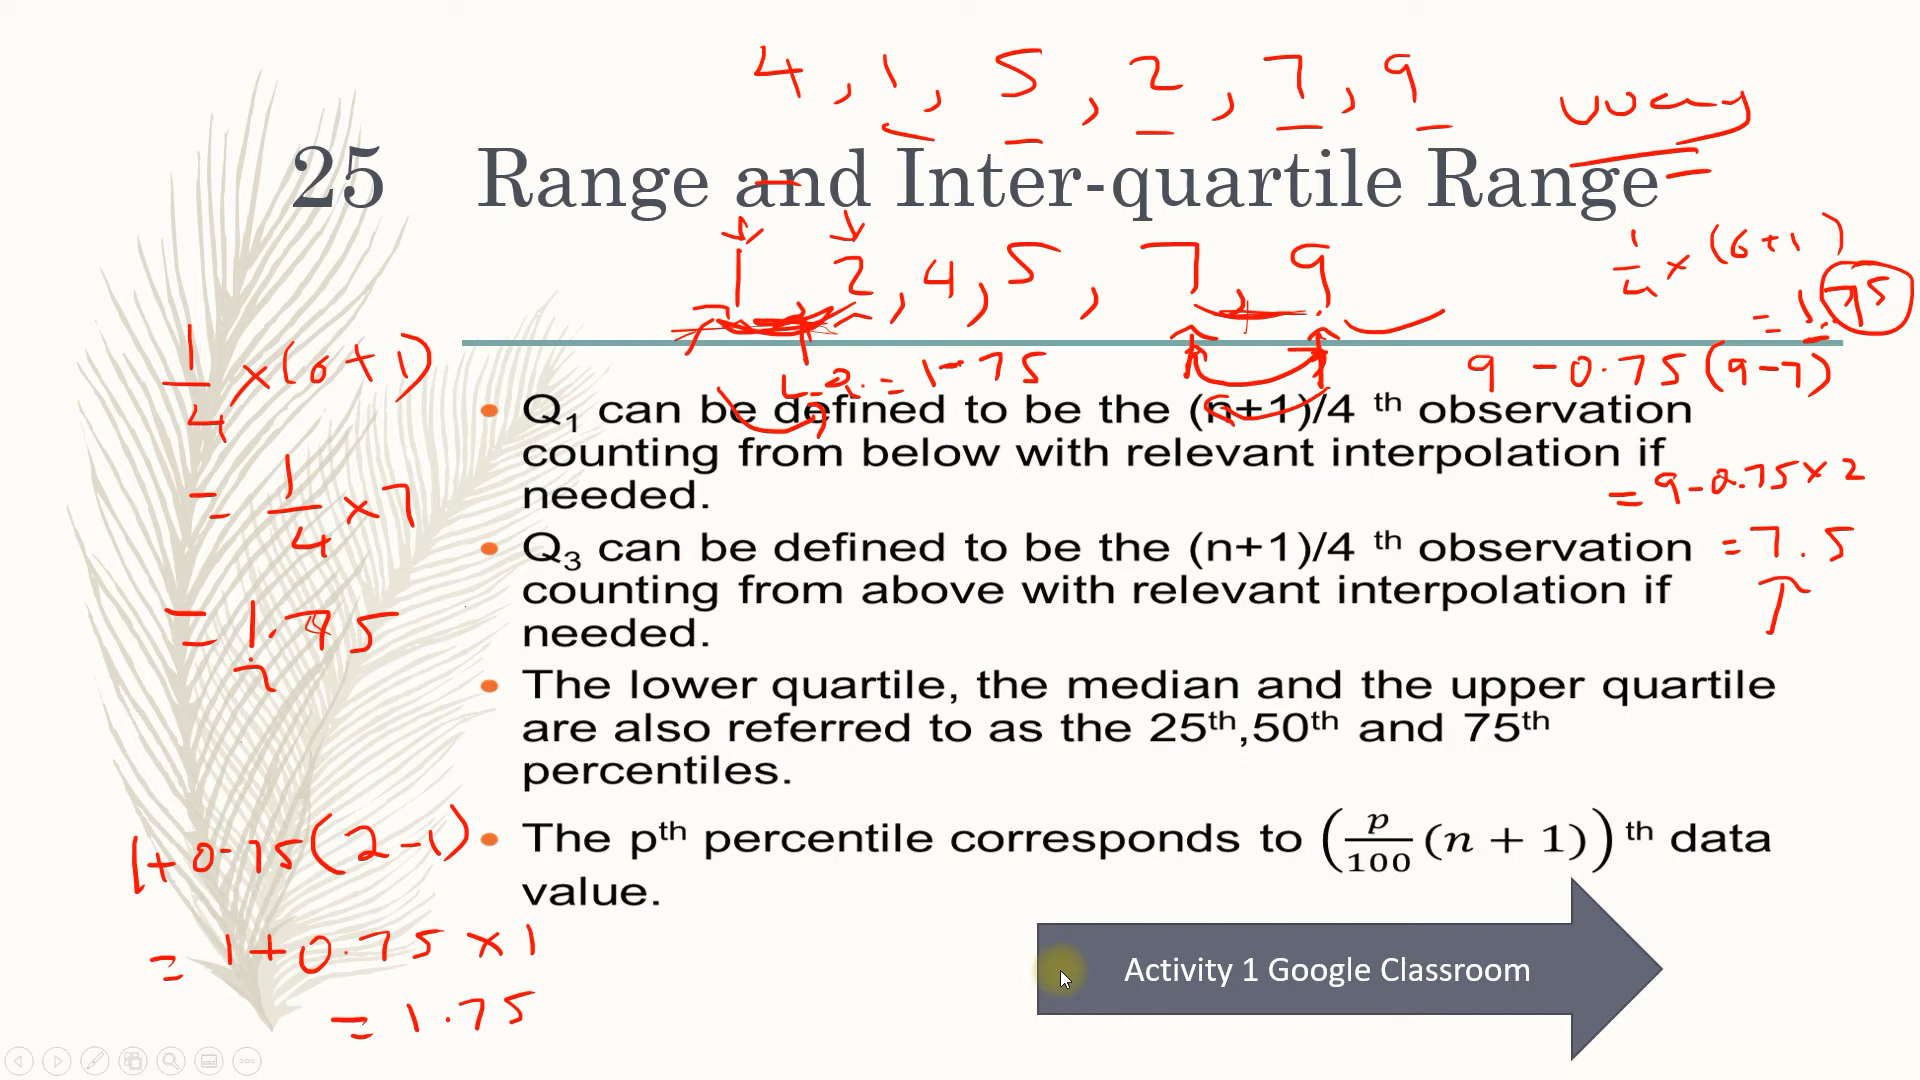 4, 1, 5, 2, 7, 9
25 Range and Inter-quartile Range
1 2, 4, 5, 7, 9
1/4 × (6+1)
= 1.75
1/4 × (6+1)
= 1/4 × 7
= 1.75
1+0.75(2-1)
= 1+0.75 × 1
= 1.75
= 1.75
9 - 0.75(9-7)
= 9-0.75×2
= 7.5
• Q₁ can be defined to be the (n+1)/4 th observation
counting from below with relevant interpolation if
needed.
• Q₃ can be defined to be the (n+1)/4 th observation
counting from above with relevant interpolation if
needed.
• The lower quartile, the median and the upper quartile
are also referred to as the 25th,50th and 75th
percentiles.
• The pth percentile corresponds to (p/100 (n + 1)) th data
value.
Activity 1 Google Classroom